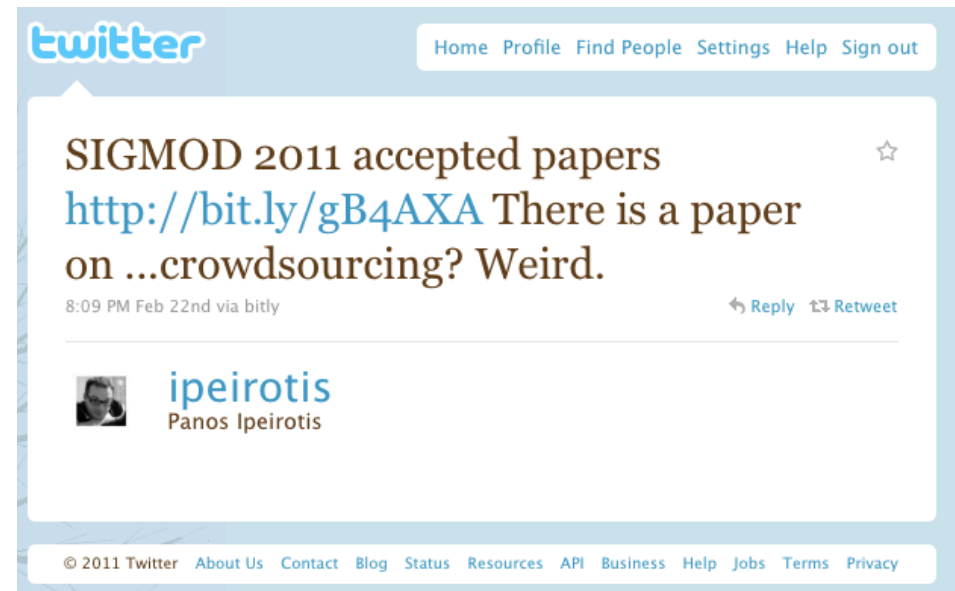 twitter
Home Profile Find People Settings Help Sign out
SIGMOD 2011 accepted papers
http://bit.ly/gB4AXA There is a paper
on ...crowdsourcing? Weird.
8:09 PM Feb 22nd via bitly
Reply Retweet
ipeirotis
Panos Ipeirotis
© 2011 Twitter About Us Contact Blog Status Resources API Business Help Jobs Terms Privacy